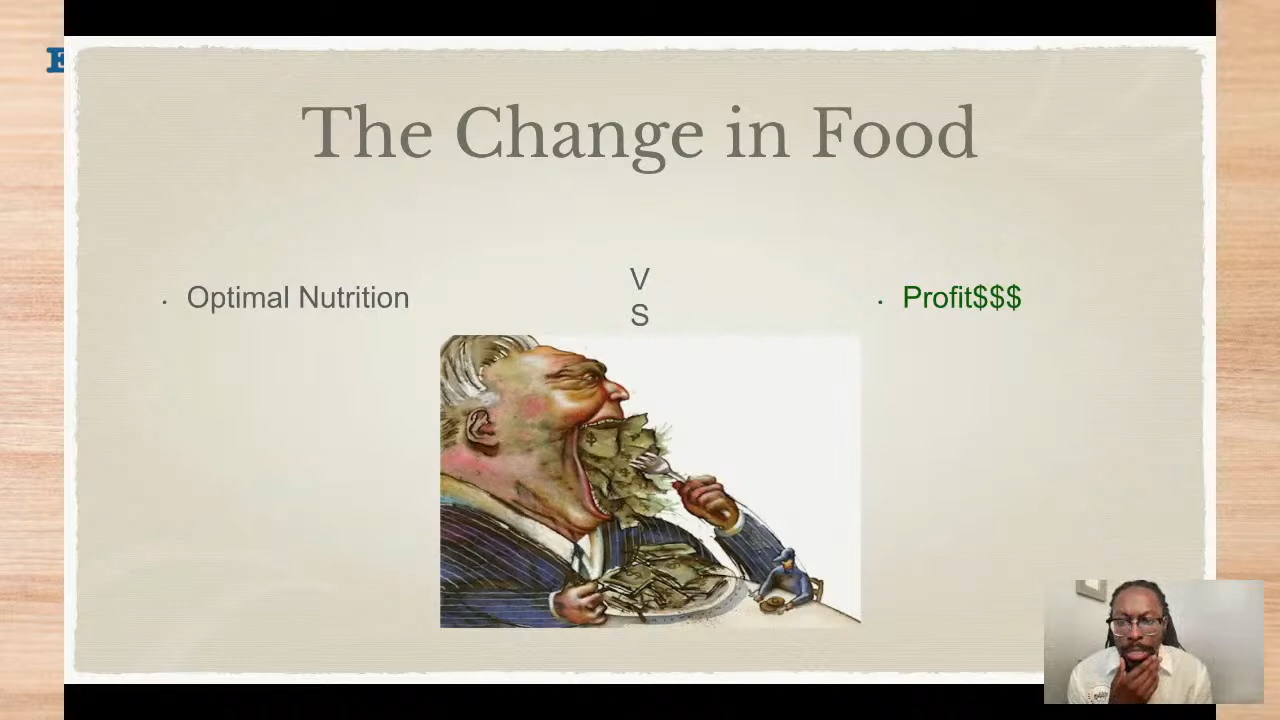 E
The Change in Food
• Optimal Nutrition
V
S
• Profit$$$